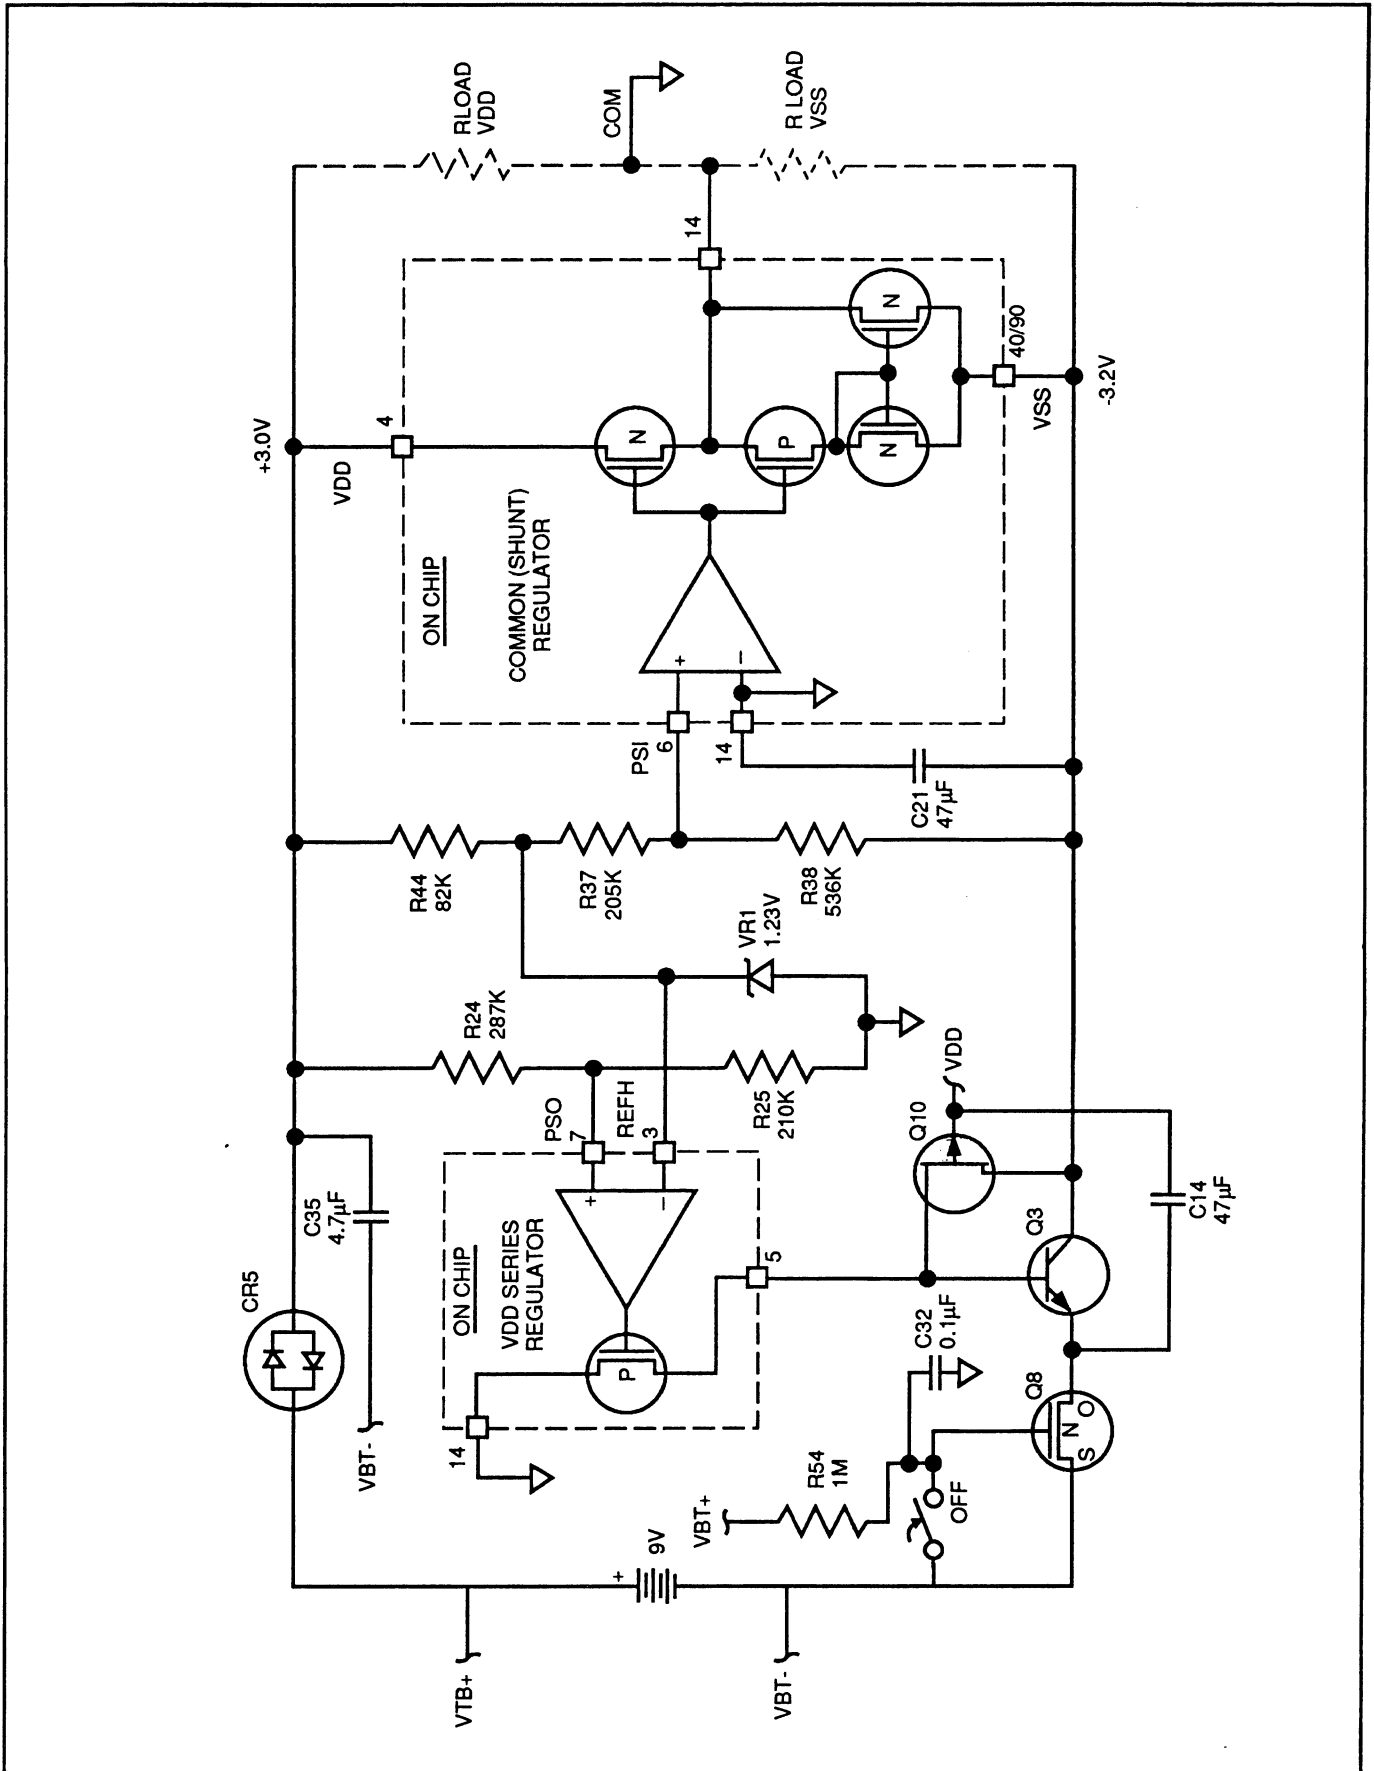 VTB+
VBT-
9V
+
CR5
C35
4.7µF
VBT-
+3.0V
VDD
4
RLOAD
VDD
COM
R LOAD
VSS
14
ON CHIP
COMMON (SHUNT)
REGULATOR
N
P
N
N
40/90
VSS
-3.2V
+
−
PSI
6
14
C21
47µF
R44
82K
R37
205K
R38
536K
VR1
1.23V
R24
287K
R25
210K
PSO
7
REFH
3
+
−
ON CHIP
VDD SERIES
REGULATOR
P
14
5
VBT+
R54
1M
OFF
C32
0.1µF
Q10
VDD
Q3
Q8
N
S
O
C14
47µF